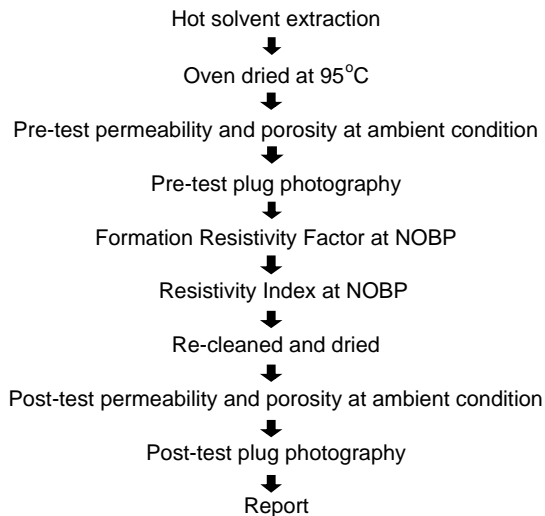 Hot solvent extraction
Oven dried at 95°C
Pre-test permeability and porosity at ambient condition
Pre-test plug photography
Formation Resistivity Factor at NOBP
Resistivity Index at NOBP
Re-cleaned and dried
Post-test permeability and porosity at ambient condition
Post-test plug photography
Report